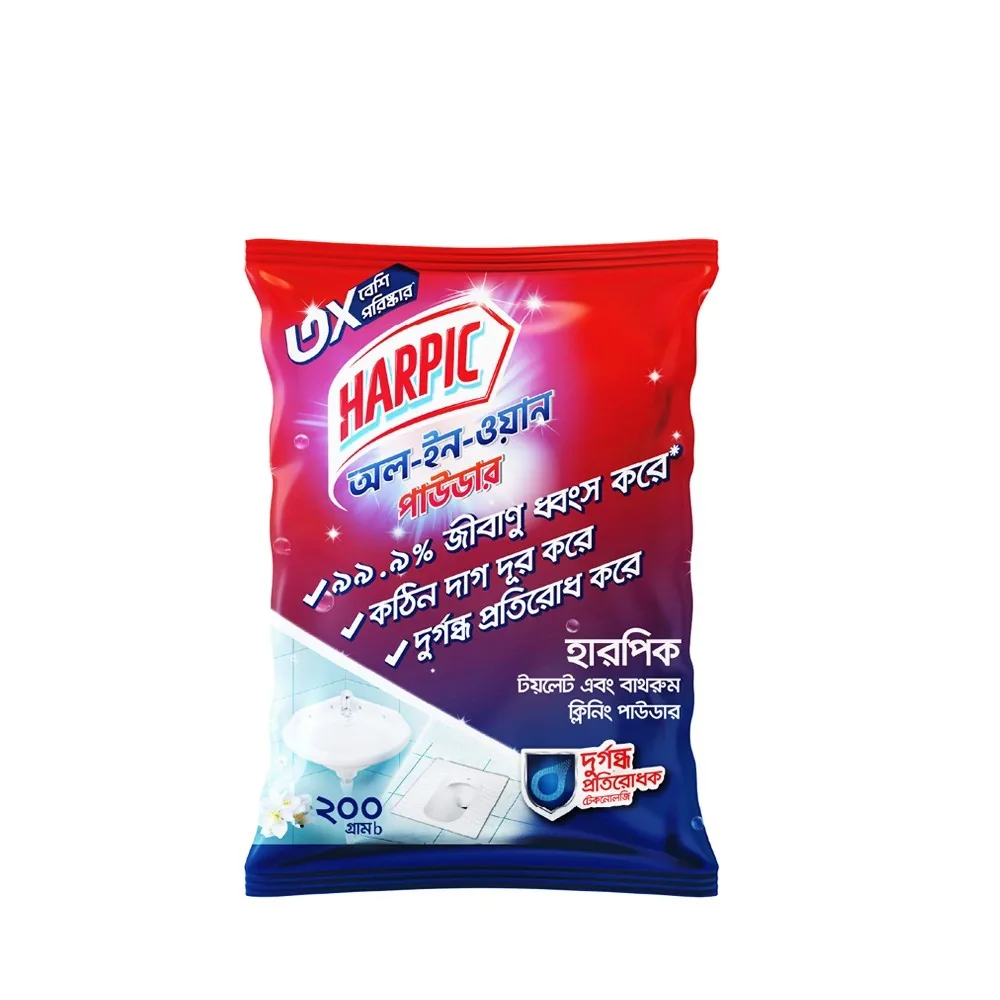 ৩X বেশি
পরিষ্কার
HARPIC
অল-ইন-ওয়ান
পাউডার
৯৯.৯% জীবাণু ধ্বংস করে*
কঠিন দাগ দূর করে
দুর্গন্ধ প্রতিরোধ করে
হারপিক
টয়লেট এবং বাথরুম
ক্লিনিং পাউডার
দুর্গন্ধ
প্রতিরোধক
টেকনোলজি
২০০
গ্রাম b